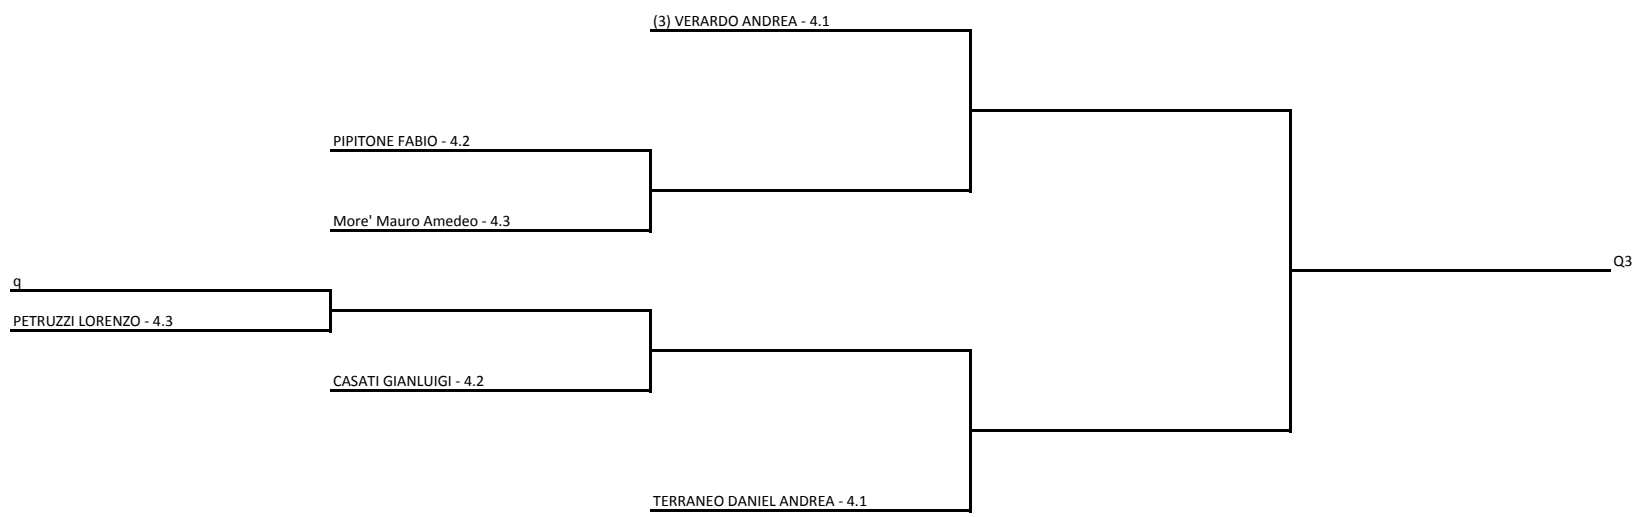 (3) VERARDO ANDREA - 4.1
PIPITONE FABIO - 4.2
More' Mauro Amedeo - 4.3
Q3
q
PETRUZZI LORENZO - 4.3
CASATI GIANLUIGI - 4.2
TERRANEO DANIEL ANDREA - 4.1